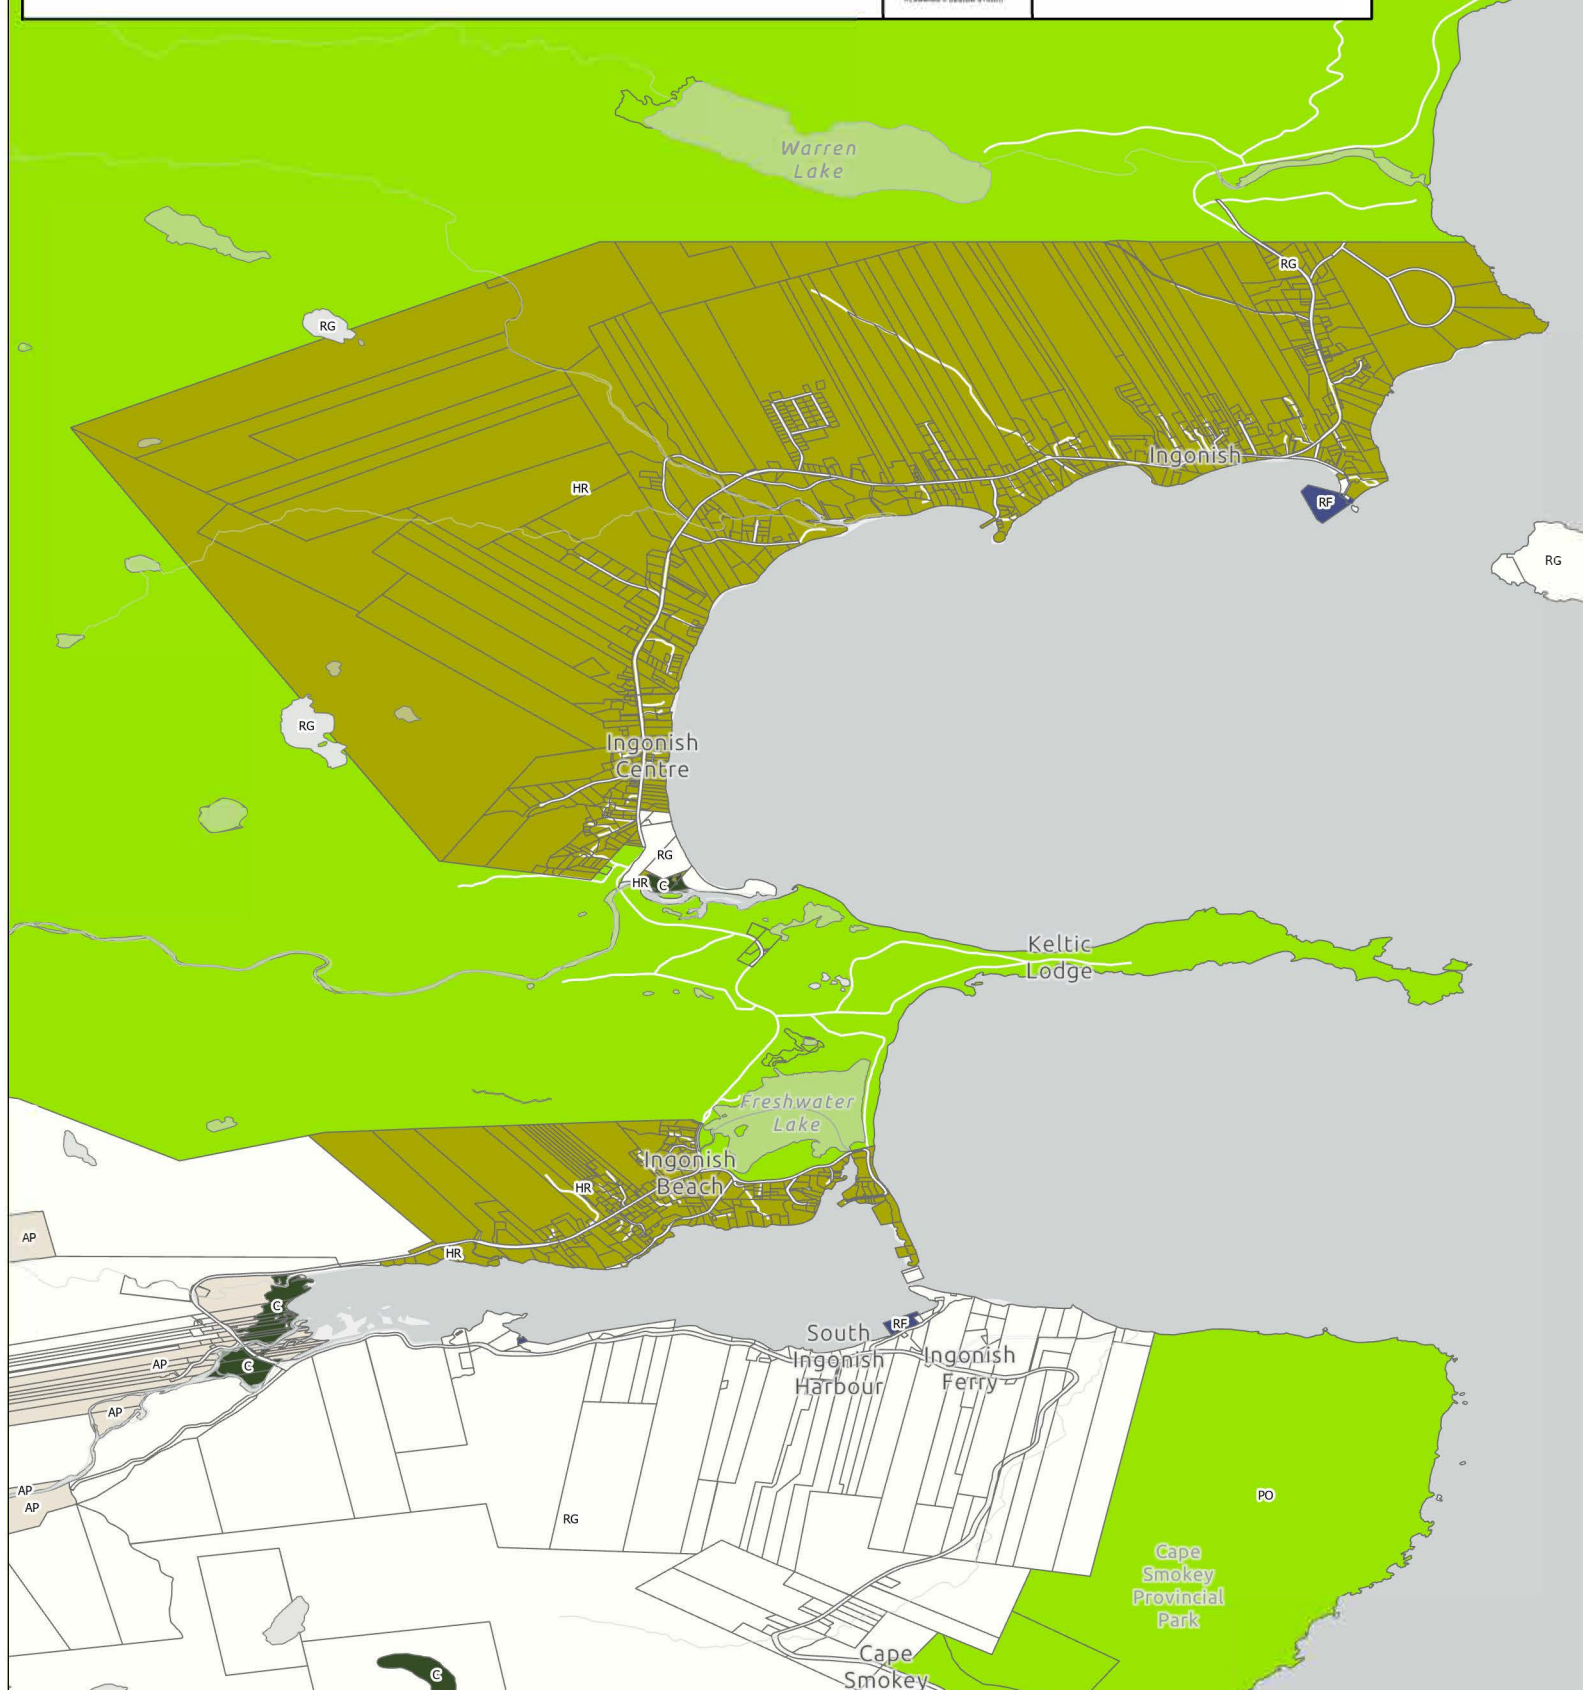 Warren
Lake
RG
RG
HR
Ingonish
RF
RG
RG
Ingonish
Centre
RG
HR
C
Keltic
Lodge
Freshwater
Lake
Ingonish
Beach
HR
AP
HR
C
RF
South
Ingonish
Harbour
Ingonish
Ferry
AP
C
AP
AP
AP
PO
RG
Cape
Smokey
Provincial
Park
Cape
Smokey
C